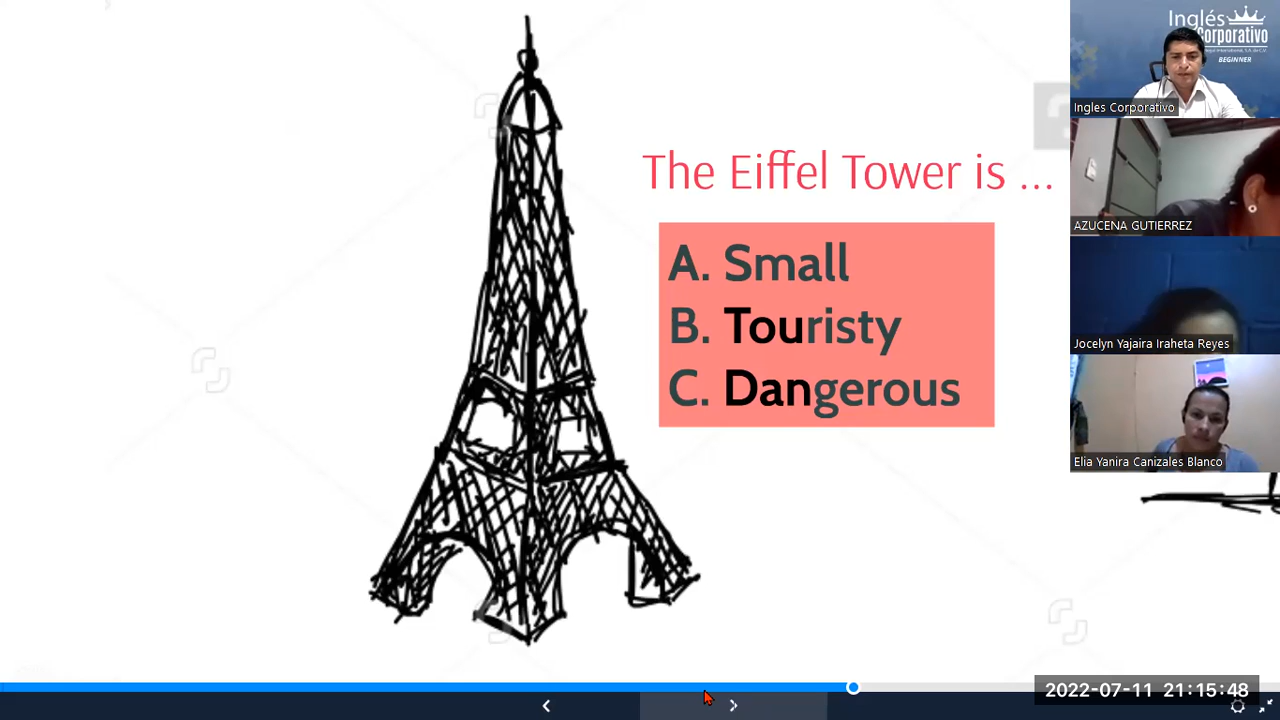 The Eiffel Tower is ...
A. Small
B. Touristy
C. Dangerous
Inglés
Corporativo
BEGINNER
Ingles Corporativo
AZUCENA GUTIERREZ
Jocelyn Yajaira Iraheta Reyes
Elia Yanira Canizales Blanco
2022-07-11 21:15:48